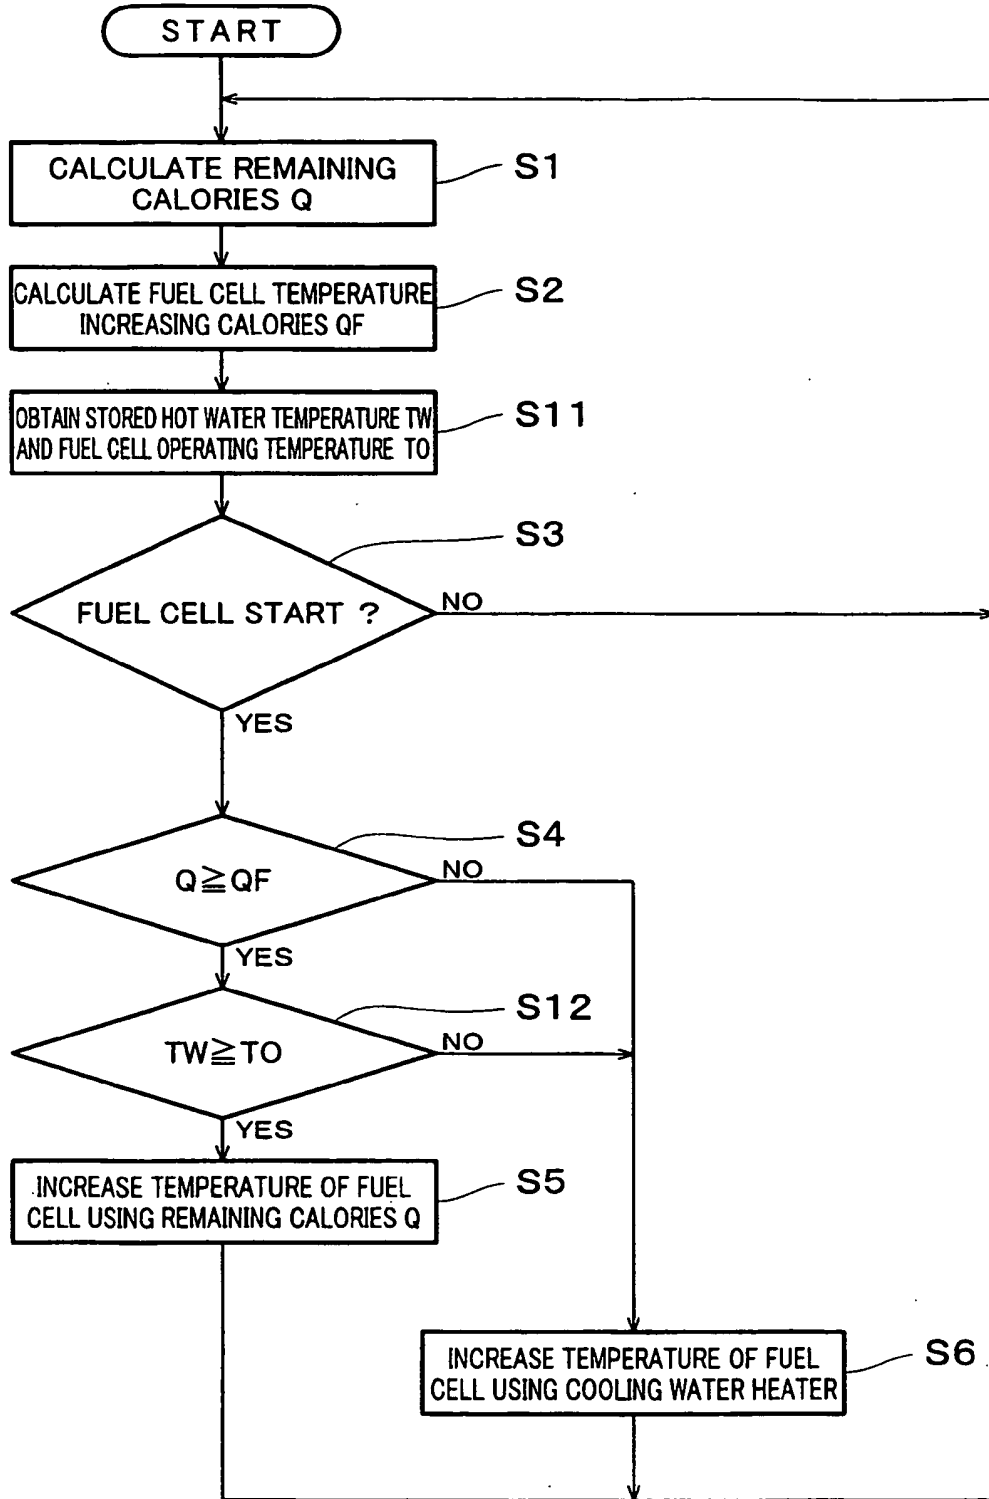 START
CALCULATE REMAINING
CALORIES Q
S1
CALCULATE FUEL CELL TEMPERATURE
INCREASING CALORIES QF
S2
OBTAIN STORED HOT WATER TEMPERATURE TW
AND FUEL CELL OPERATING TEMPERATURE TO
S11
S3
FUEL CELL START ?
NO
YES
S4
Q≧QF
NO
YES
S12
TW≧TO
NO
YES
INCREASE TEMPERATURE OF FUEL
CELL USING REMAINING CALORIES Q
S5
INCREASE TEMPERATURE OF FUEL
CELL USING COOLING WATER HEATER
S6